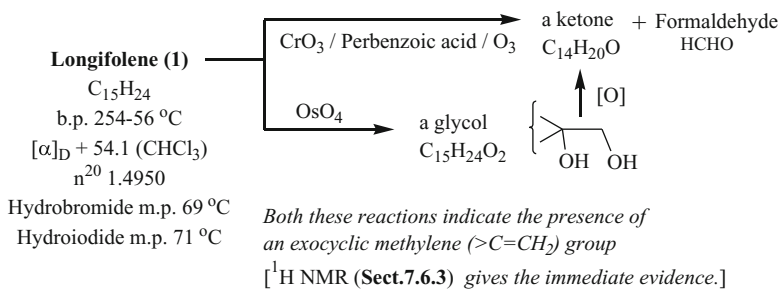 a ketone + Formaldehyde
CrO3 / Perbenzoic acid / O3 C14H20O HCHO
Longifolene (1)
C15H24
b.p. 254-56 °C
[α]D + 54.1 (CHCl3)
n20 1.4950
Hydrobromide m.p. 69 °C
Hydroiodide m.p. 71 °C
[O]
OsO4
a glycol
C15H24O2
OH OH
Both these reactions indicate the presence of
an exocyclic methylene (>C=CH2) group
[1H NMR (Sect.7.6.3) gives the immediate evidence.]